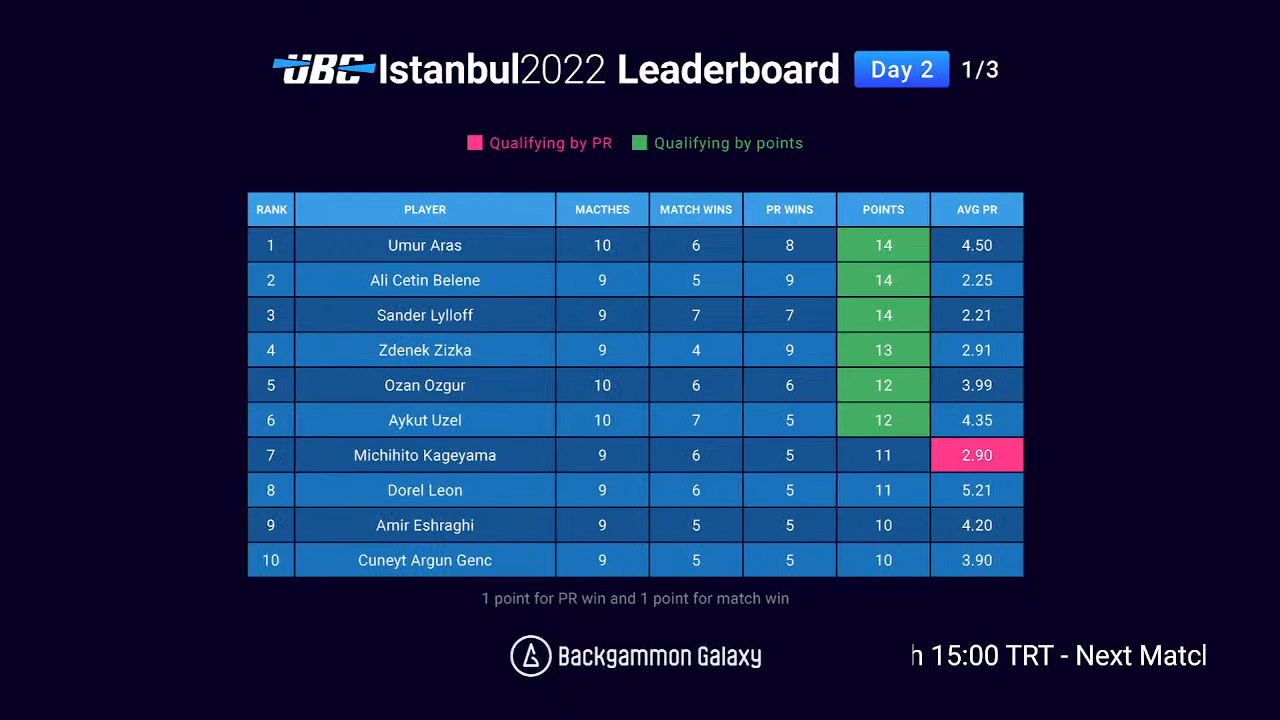 UBC Istanbul2022 Leaderboard Day 2 1/3
Qualifying by PR Qualifying by points
RANK PLAYER MACTHES MATCH WINS PR WINS POINTS AVG PR
1 Umur Aras 10 6 8 14 4.50
2 Ali Cetin Belene 9 5 9 14 2.25
3 Sander Lylloff 9 7 7 14 2.21
4 Zdenek Zizka 9 4 9 13 2.91
5 Ozan Ozgur 10 6 6 12 3.99
6 Aykut Uzel 10 7 5 12 4.35
7 Michihito Kageyama 9 6 5 11 2.90
8 Dorel Leon 9 6 5 11 5.21
9 Amir Eshraghi 9 5 5 10 4.20
10 Cuneyt Argun Genc 9 5 5 10 3.90
1 point for PR win and 1 point for match win
Backgammon Galaxy
h 15:00 TRT - Next Matc